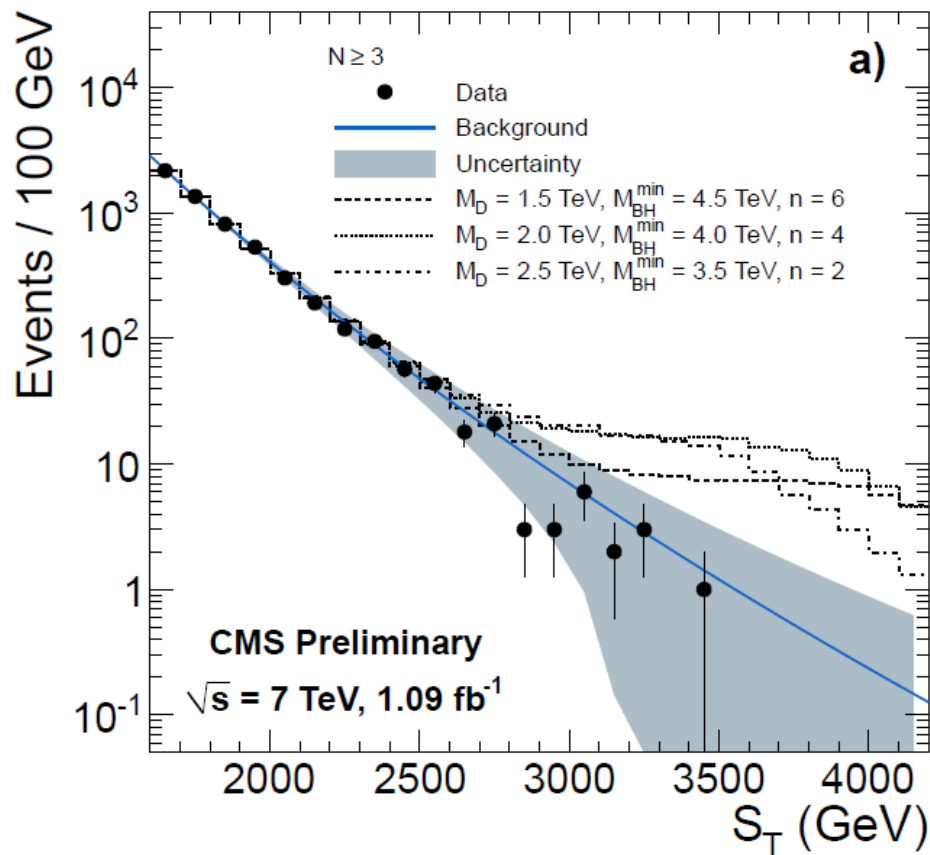 Events / 100 GeV
a)
N ≥ 3
Data
Background
Uncertainty
M_D = 1.5 TeV, M_BH^min = 4.5 TeV, n = 6
M_D = 2.0 TeV, M_BH^min = 4.0 TeV, n = 4
M_D = 2.5 TeV, M_BH^min = 3.5 TeV, n = 2
10^4
10^3
10^2
10
1
10^-1
CMS Preliminary
√s = 7 TeV, 1.09 fb^-1
2000 2500 3000 3500 4000
S_T (GeV)